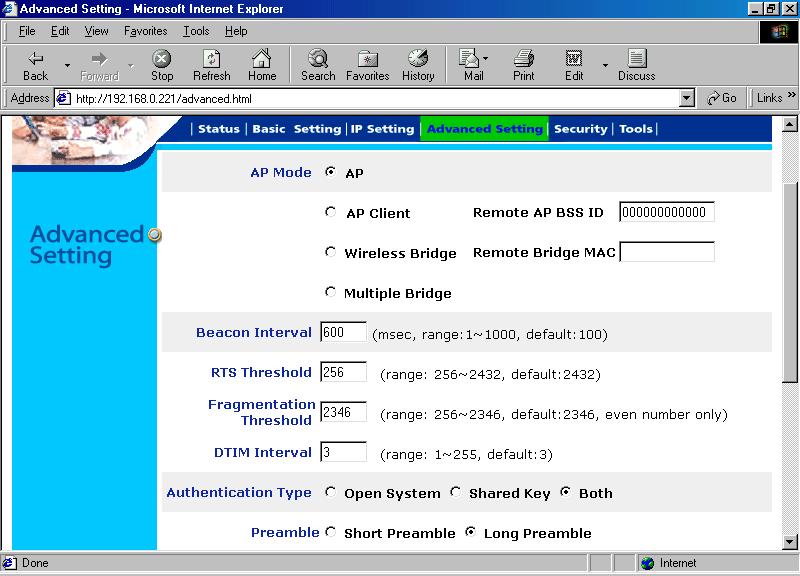 Advanced Setting - Microsoft Internet Explorer
File Edit View Favorites Tools Help
Back Forward Stop Refresh Home Search Favorites History Mail Print Edit Discuss
Address http://192.168.0.221/advanced.html Go Links »
| Status | Basic Setting | IP Setting | Advanced Setting | Security | Tools |
Advanced
Setting
AP Mode AP
AP Client Remote AP BSS ID 000000000000
Wireless Bridge Remote Bridge MAC
Multiple Bridge
Beacon Interval 600 (msec, range:1~1000, default:100)
RTS Threshold 256 (range: 256~2432, default:2432)
Fragmentation
Threshold 2346 (range: 256~2346, default:2346, even number only)
DTIM Interval 3 (range: 1~255, default:3)
Authentication Type Open System Shared Key Both
Preamble Short Preamble Long Preamble
Done Internet